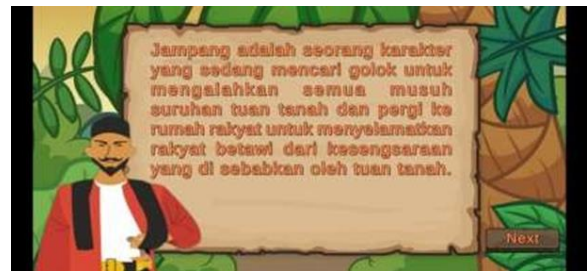 Jampang adalah seorang karakter
yang sedang mencari golok untuk
mengalahkan semua musuh
suruhan tuan tanah dan pergi ke
rumah rakyat untuk menyelamatkan
rakyat betawi dari kesengsaraan
yang di sebabkan oleh tuan tanah.
Next